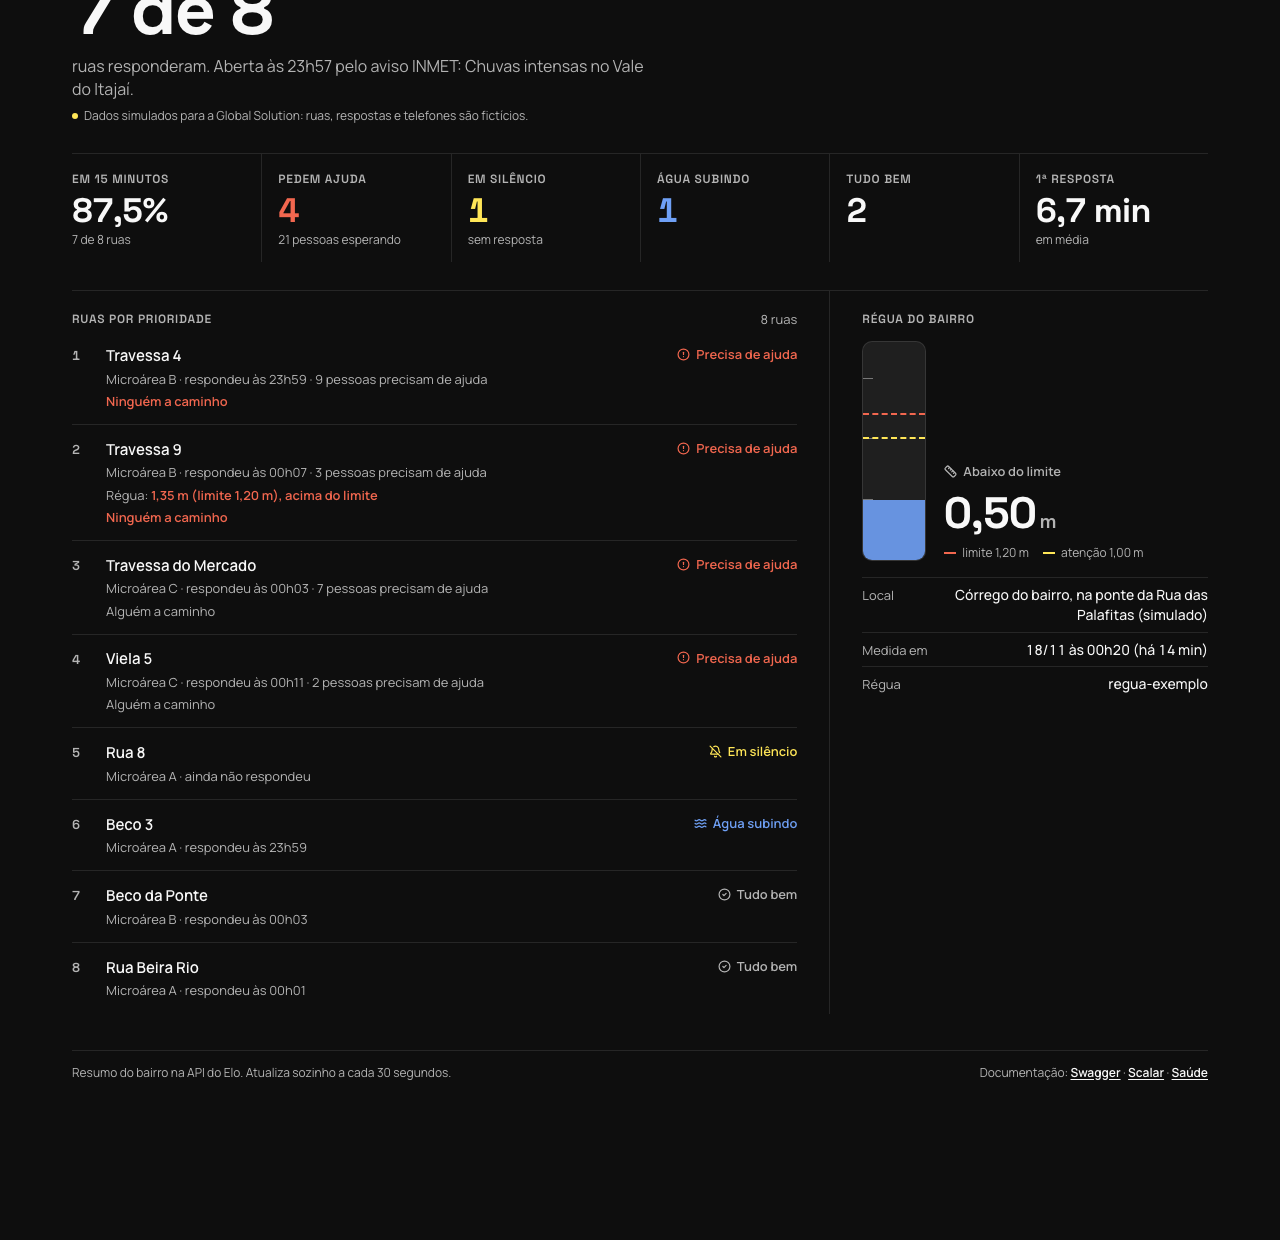 7 de 8
ruas responderam. Aberta às 23h57 pelo aviso INMET: Chuvas intensas no Vale
do Itajaí.
Dados simulados para a Global Solution: ruas, respostas e telefones são fictícios.
EM 15 MINUTOS
87,5%
7 de 8 ruas
PEDEM AJUDA
4
21 pessoas esperando
EM SILÊNCIO
1
sem resposta
ÁGUA SUBINDO
1
TUDO BEM
2
1ª RESPOSTA
6,7 min
em média
RUAS POR PRIORIDADE
8 ruas
1 Travessa 4 Precisa de ajuda
Microárea B · respondeu às 23h59 · 9 pessoas precisam de ajuda
Ninguém a caminho
2 Travessa 9 Precisa de ajuda
Microárea B · respondeu às 00h07 · 3 pessoas precisam de ajuda
Régua: 1,35 m (limite 1,20 m), acima do limite
Ninguém a caminho
3 Travessa do Mercado Precisa de ajuda
Microárea C · respondeu às 00h03 · 7 pessoas precisam de ajuda
Alguém a caminho
4 Viela 5 Precisa de ajuda
Microárea C · respondeu às 00h11 · 2 pessoas precisam de ajuda
Alguém a caminho
5 Rua 8 Em silêncio
Microárea A · ainda não respondeu
6 Beco 3 Água subindo
Microárea A · respondeu às 23h59
7 Beco da Ponte Tudo bem
Microárea B · respondeu às 00h03
8 Rua Beira Rio Tudo bem
Microárea A · respondeu às 00h01
RÉGUA DO BAIRRO
Abaixo do limite
0,50 m
limite 1,20 m atenção 1,00 m
Local Córrego do bairro, na ponte da Rua das
Palafitas (simulado)
Medida em 18/11 às 00h20 (há 14 min)
Régua regua-exemplo
Resumo do bairro na API do Elo. Atualiza sozinho a cada 30 segundos.
Documentação: Swagger · Scalar · Saúde